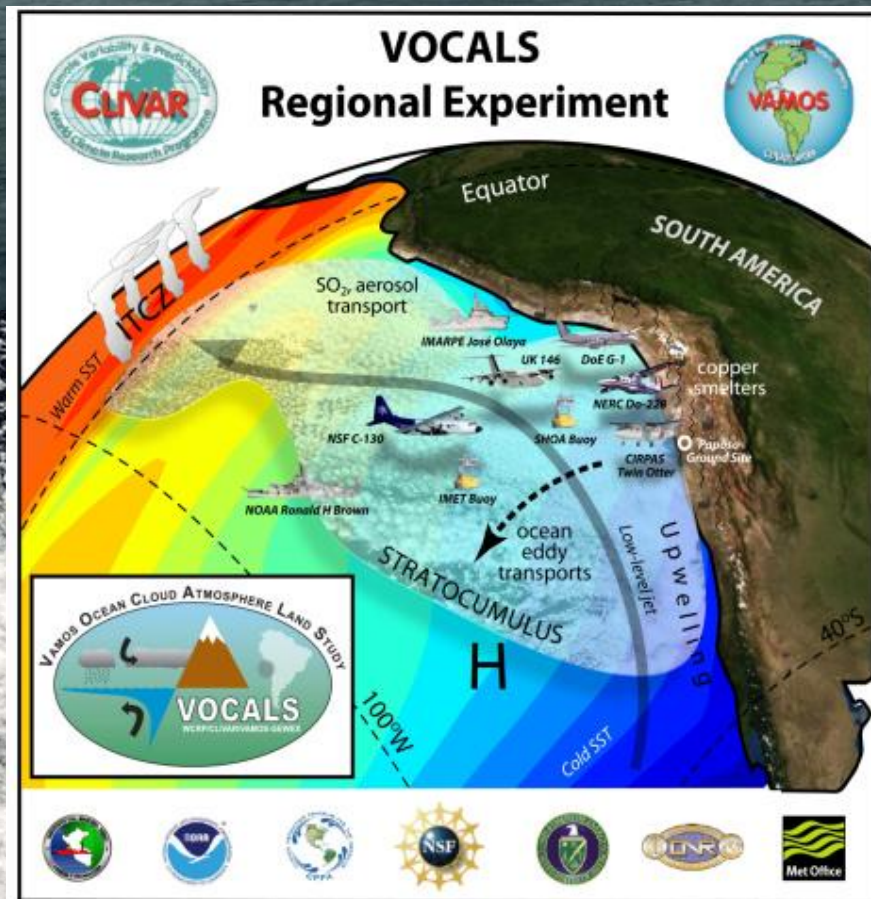 VOCALS
Regional Experiment
Climate Variability & Predictability
CLIVAR
World Climate Research Programme
VAMOS
Equator
SOUTH AMERICA
ITCZ
Warm SST
SO₂, aerosol
transport
IMARPE José Olaya
UK 146
DoE G-1
copper
smelters
NERC Do-228
NSF C-130
SHOA Buoy
CIRPAS
Twin Otter
Paposo
Ground Site
NOAA Ronald H Brown
IMET Buoy
ocean
eddy
transports
STRATOCUMULUS
Low-level jet
Upwelling
H
40°S
100°W
Cold SST
VAMOS OCEAN CLOUD ATMOSPHERE LAND STUDY
VOCALS
WCRP/CLIVAR/VAMOS-GEWEX
NOAA
CPPA
NSF
ONR
Met Office